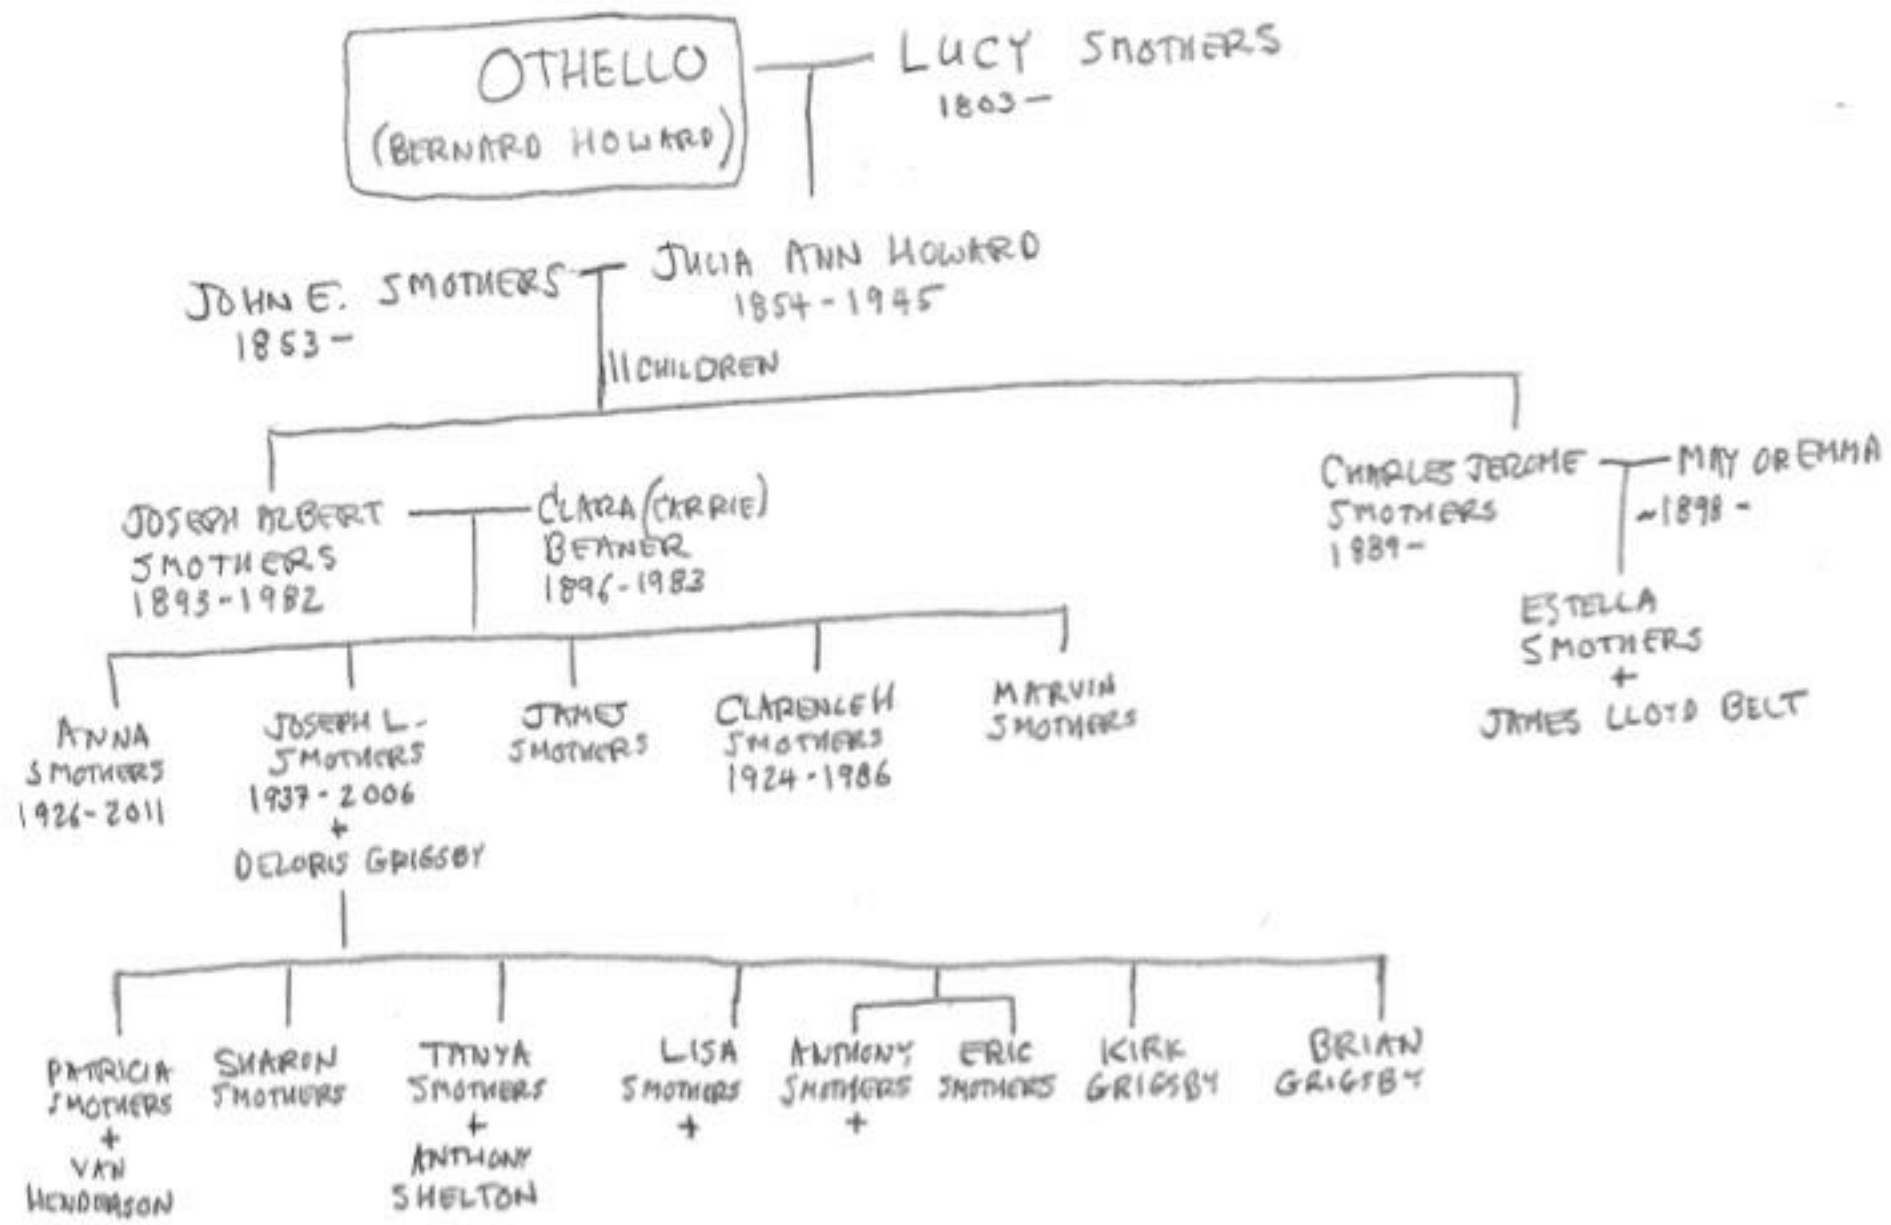 OTHELLO
(BERNARD HOWARD)
LUCY SMOTHERS
1803-
JOHN E. SMOTHERS
1853-
JULIA ANN HOWARD
1854-1945
11 CHILDREN
JOSEPH ALBERT
SMOTHERS
1893-1982
CLARA (CARRIE)
BEANER
1896-1983
CHARLES JEROME
SMOTHERS
1889-
MAY OR EMMA
~1898-
ESTELLA
SMOTHERS
+
JAMES LLOYD BELT
ANNA
SMOTHERS
1926-2011
JOSEPH L.
SMOTHERS
1937-2006
+
DELORIS GRIGSBY
JAMES
SMOTHERS
CLARENCE H
SMOTHERS
1924-1986
MARVIN
SMOTHERS
PATRICIA
SMOTHERS
+
VAN
HENDERSON
SHARON
SMOTHERS
TANYA
SMOTHERS
+
ANTHONY
SHELTON
LISA
SMOTHERS
+
ANTHONY
SMOTHERS
+
ERIC
SMOTHERS
KIRK
GRIGSBY
BRIAN
GRIGSBY